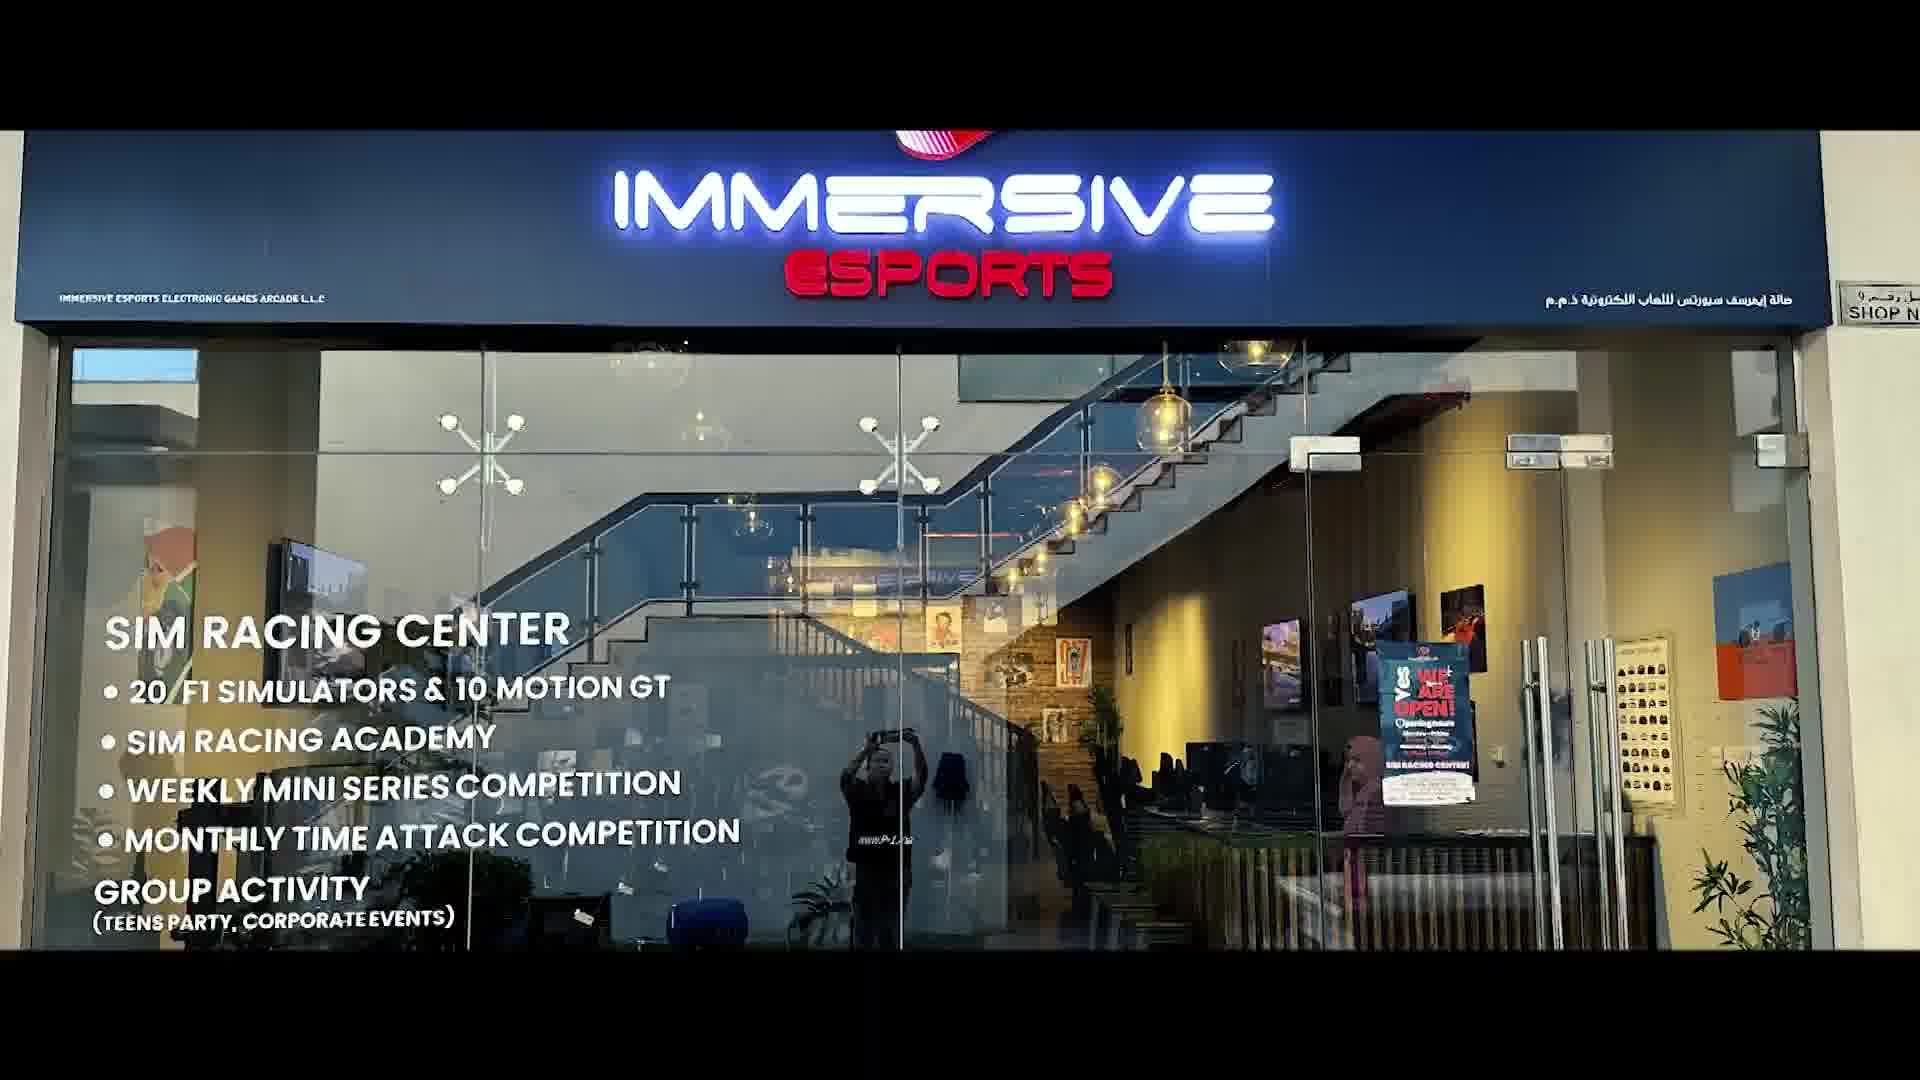 IMMERSIVE
ESPORTS
IMMERSIVE ESPORTS ELECTRONIC GAMES ARCADE L.L.C
صالة إيمرسف سبورتس للالعاب الالكترونية ذ.م.م
SHOP N
SIM RACING CENTER
• 20 F1 SIMULATORS & 10 MOTION GT
• SIM RACING ACADEMY
• WEEKLY MINI SERIES COMPETITION
• MONTHLY TIME ATTACK COMPETITION
GROUP ACTIVITY
(TEENS PARTY, CORPORATE EVENTS)
YES
WE
ARE
OPEN!
SIM RACING CENTER!